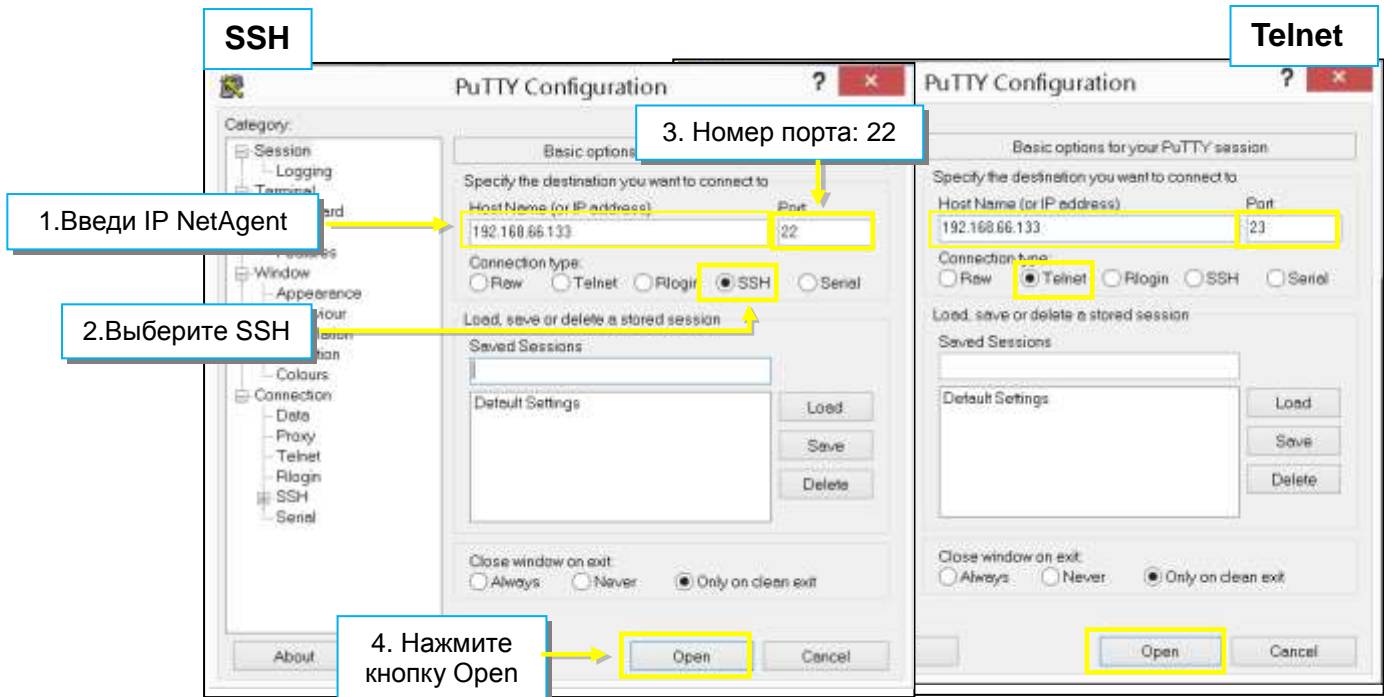 SSH
Telnet
PuTTY Configuration
?
×
Category:
Session
Logging
Terminal
Features
Window
Appearance
Colours
Connection
Data
Proxy
Telnet
Rlogin
SSH
Serial
About
Basic options
Specify the destination you want to connect to
Host Name (or IP address)
Port
192.168.66.133
22
Connection type:
Raw Telnet Rlogin SSH Serial
Load, save or delete a stored session
Saved Sessions
Default Settings
Load
Save
Delete
Close window on exit:
Always Never Only on clean exit
Open
Cancel
1.Введи IP NetAgent
2.Выберите SSH
3. Номер порта: 22
4. Нажмите
кнопку Open
PuTTY Configuration
?
×
Basic options for your PuTTY session
Specify the destination you want to connect to
Host Name (or IP address)
Port
192.168.66.133
23
Connection type:
Raw Telnet Rlogin SSH Serial
Load, save or delete a stored session
Saved Sessions
Default Settings
Load
Save
Delete
Close window on exit:
Always Never Only on clean exit
Open
Cancel